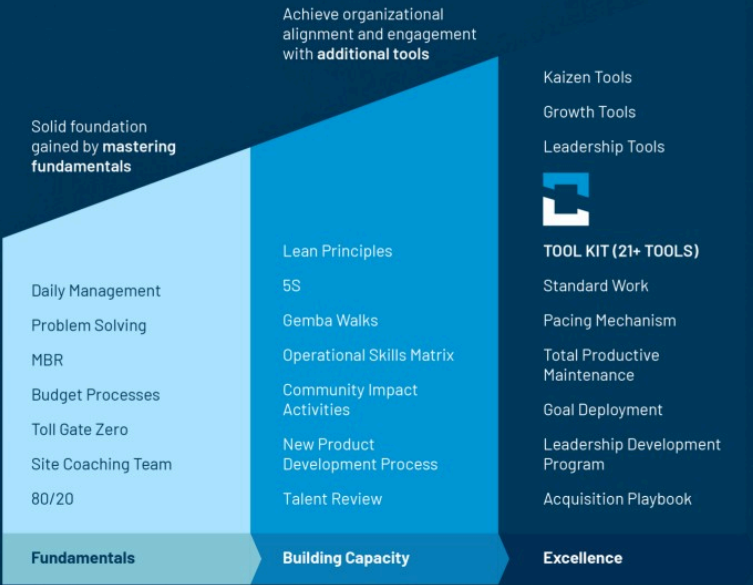 Solid foundation
gained by mastering
fundamentals
Daily Management
Problem Solving
MBR
Budget Processes
Toll Gate Zero
Site Coaching Team
80/20
Fundamentals
Achieve organizational
alignment and engagement
with additional tools
Lean Principles
5S
Gemba Walks
Operational Skills Matrix
Community Impact
Activities
New Product
Development Process
Talent Review
Building Capacity
Kaizen Tools
Growth Tools
Leadership Tools
TOOL KIT (21+ TOOLS)
Standard Work
Pacing Mechanism
Total Productive
Maintenance
Goal Deployment
Leadership Development
Program
Acquisition Playbook
Excellence